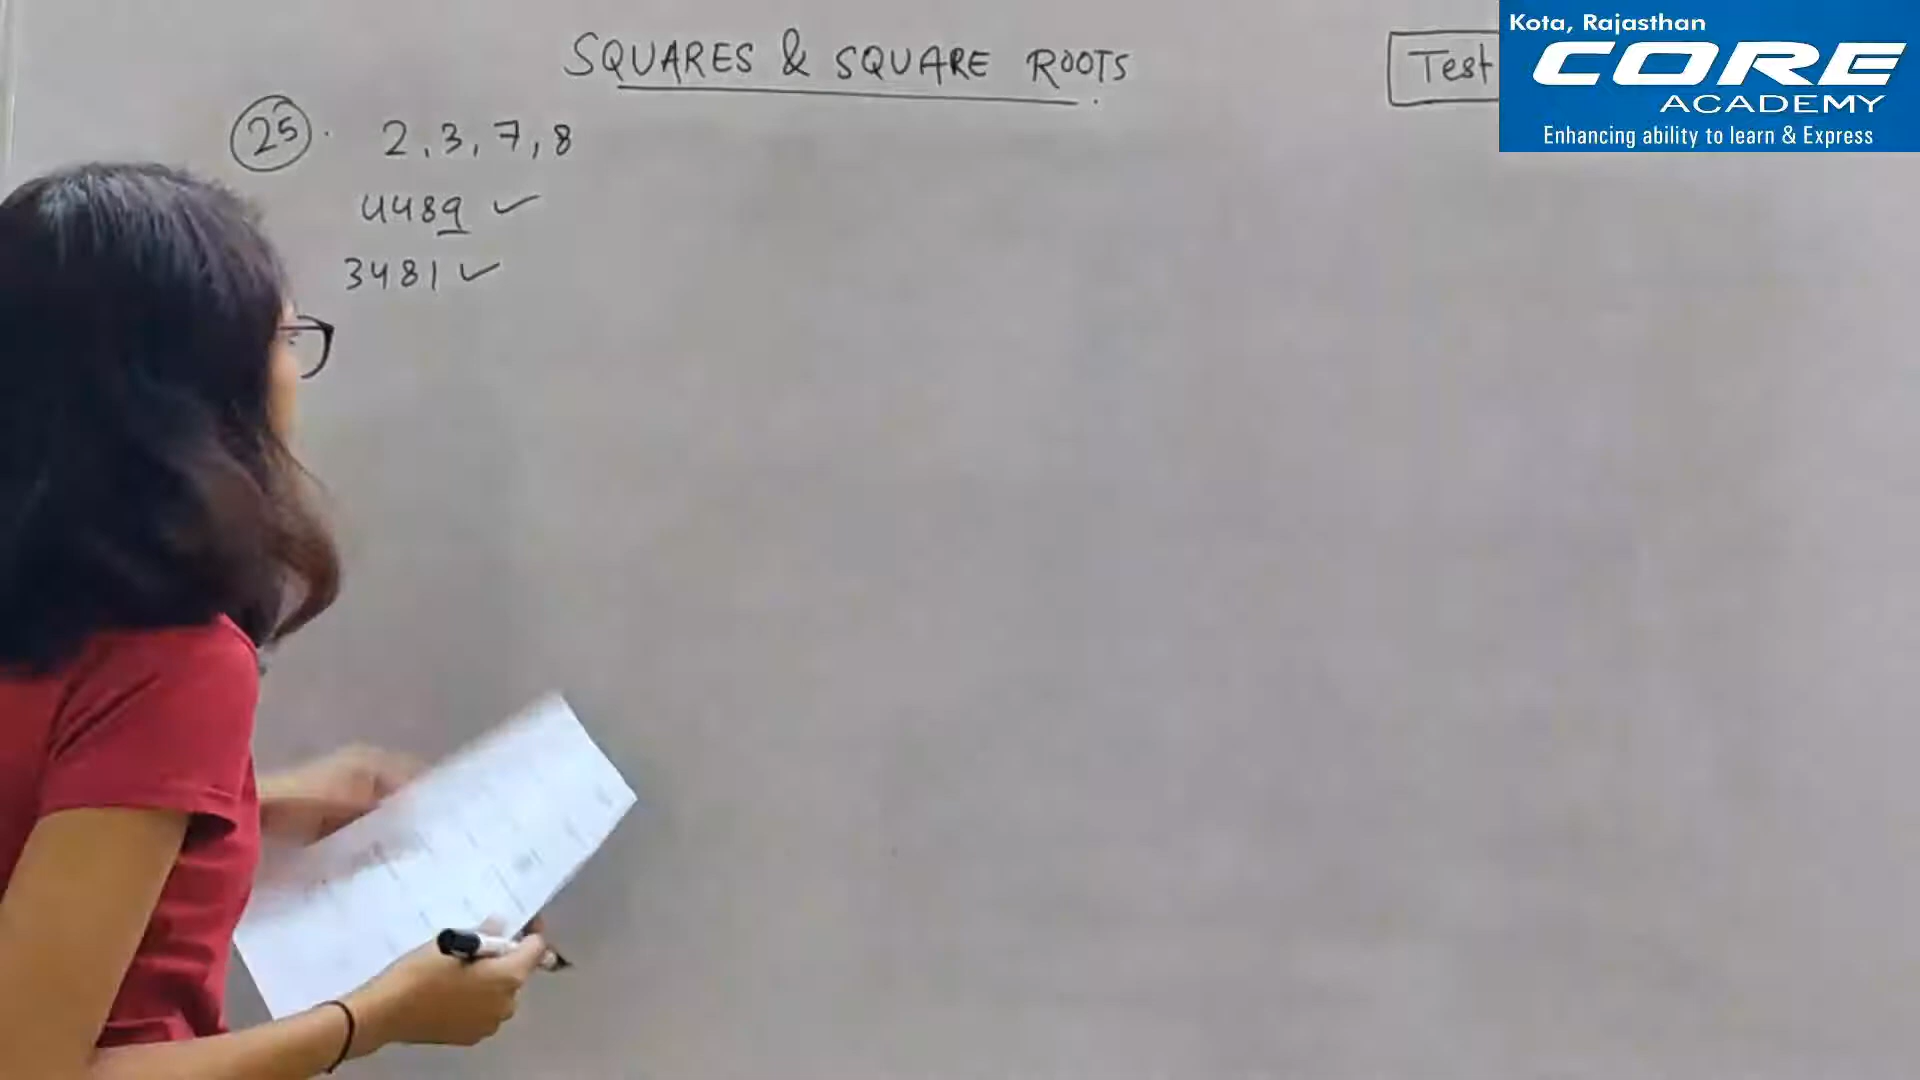 SQUARES & SQUARE ROOTS
Test
Kota, Rajasthan
CORE
ACADEMY
Enhancing ability to learn & Express
25. 2, 3, 7, 8
4489 ✓
3481 ✓